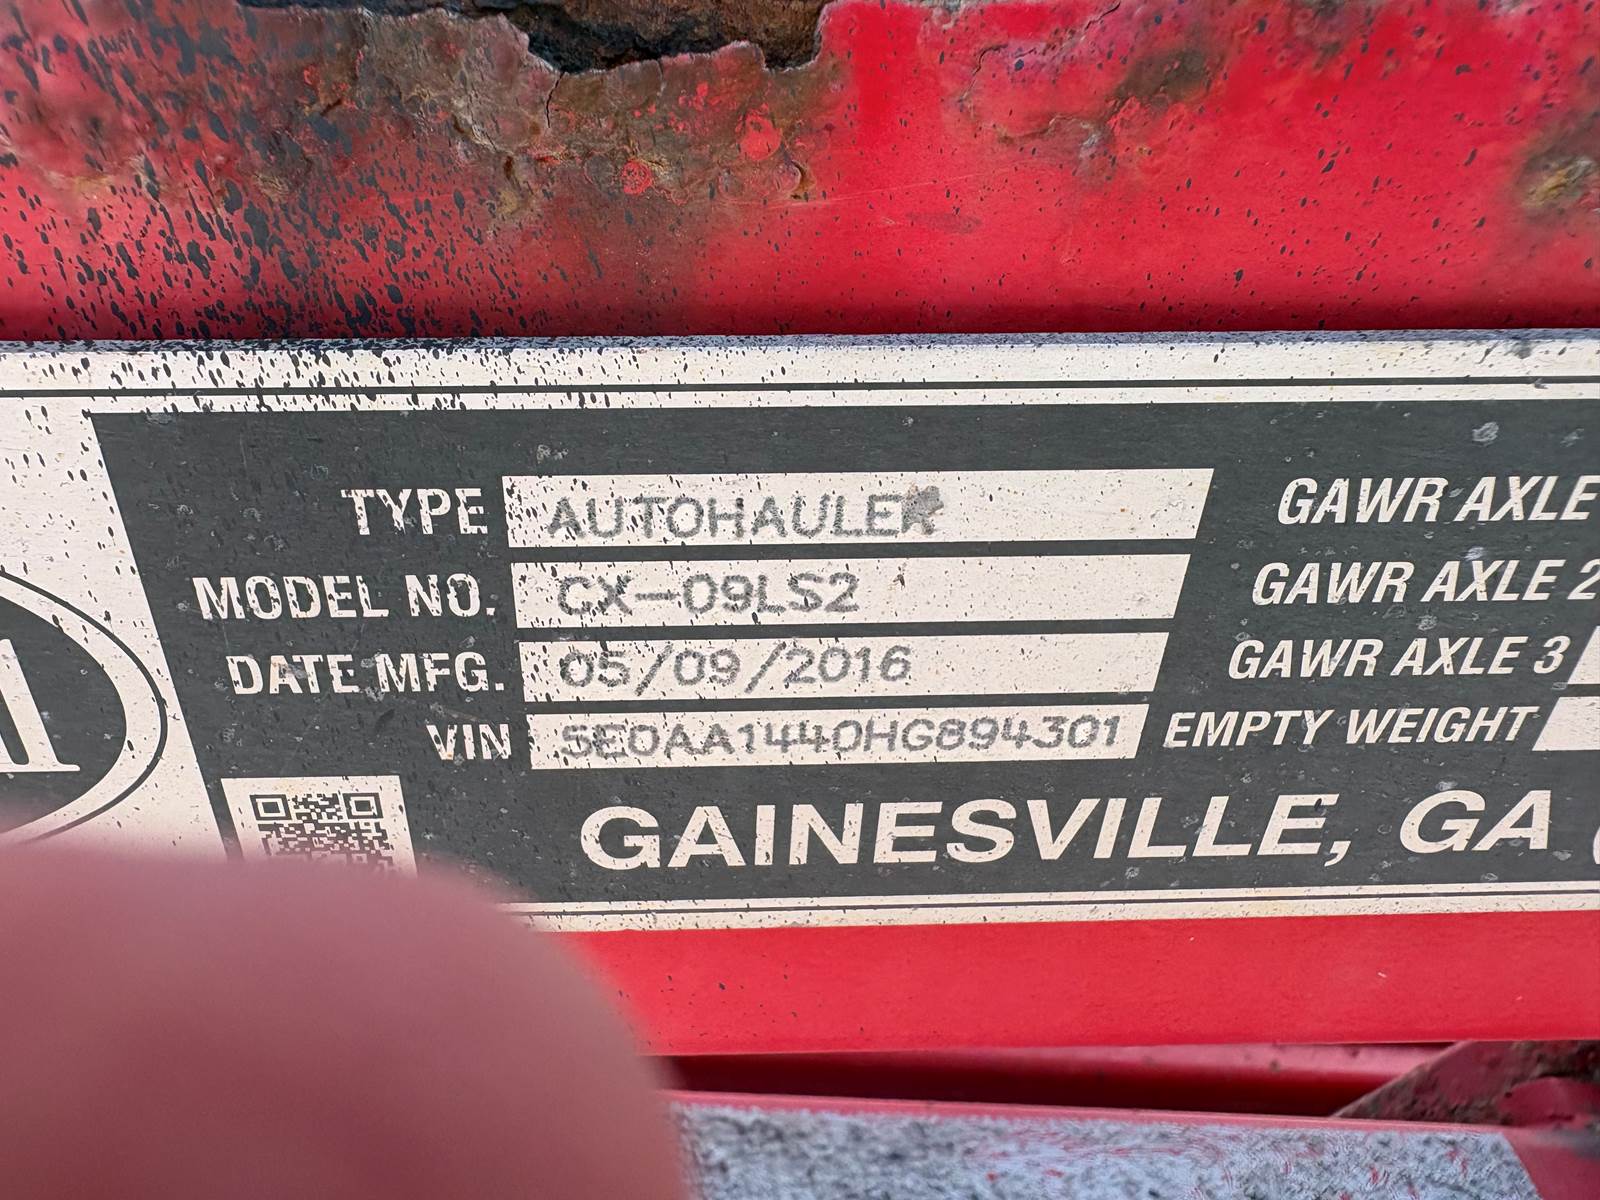 TYPE AUTOHAULER
MODEL NO. CX-09LS2
DATE MFG. 05/09/2016
VIN 5E0AA1440HG894301
GAWR AXLE
GAWR AXLE 2
GAWR AXLE 3
EMPTY WEIGHT
GAINESVILLE, GA